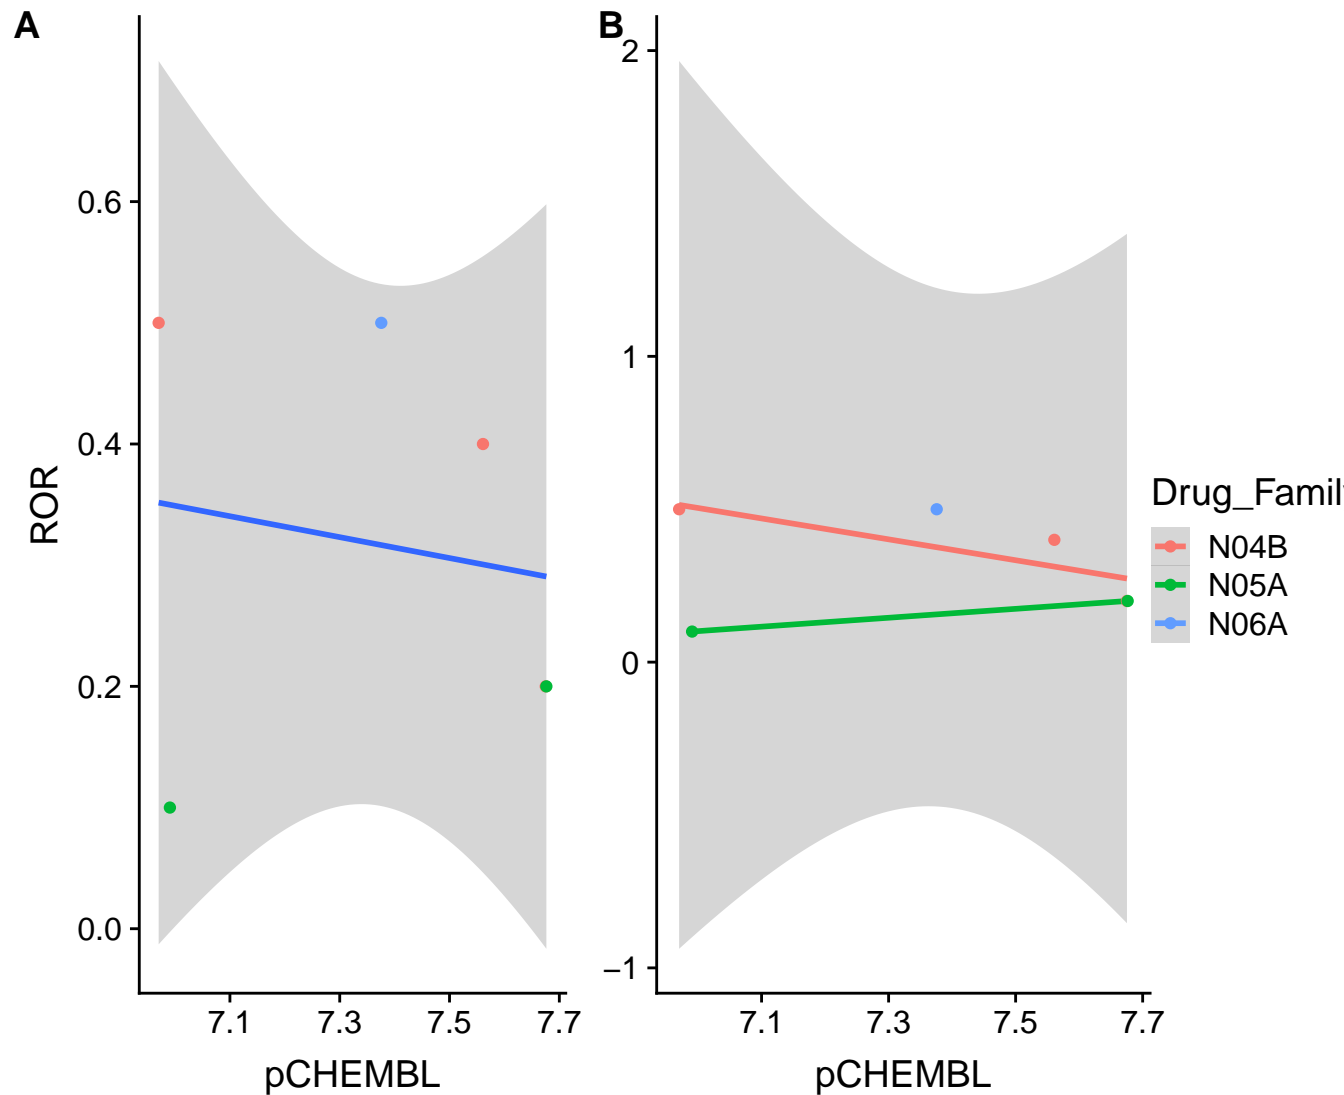 A
B
ROR
0.6
0.4
0.2
0.0
7.1 7.3 7.5 7.7
pCHEMBL
2
1
0
−1
7.1 7.3 7.5 7.7
pCHEMBL
Drug_Famil
N04B
N05A
N06A